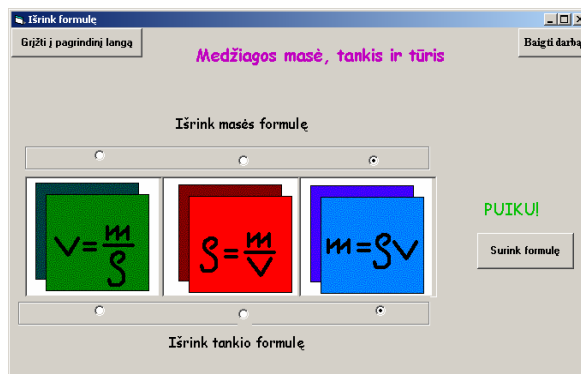 Išrink formulę
Grįžti į pagrindinį langą
Baigti darbą
Medžiagos masė, tankis ir tūris
Išrink masės formulę
V = m/ρ
ρ = m/V
m = ρV
PUIKU!
Surink formulę
Išrink tankio formulę